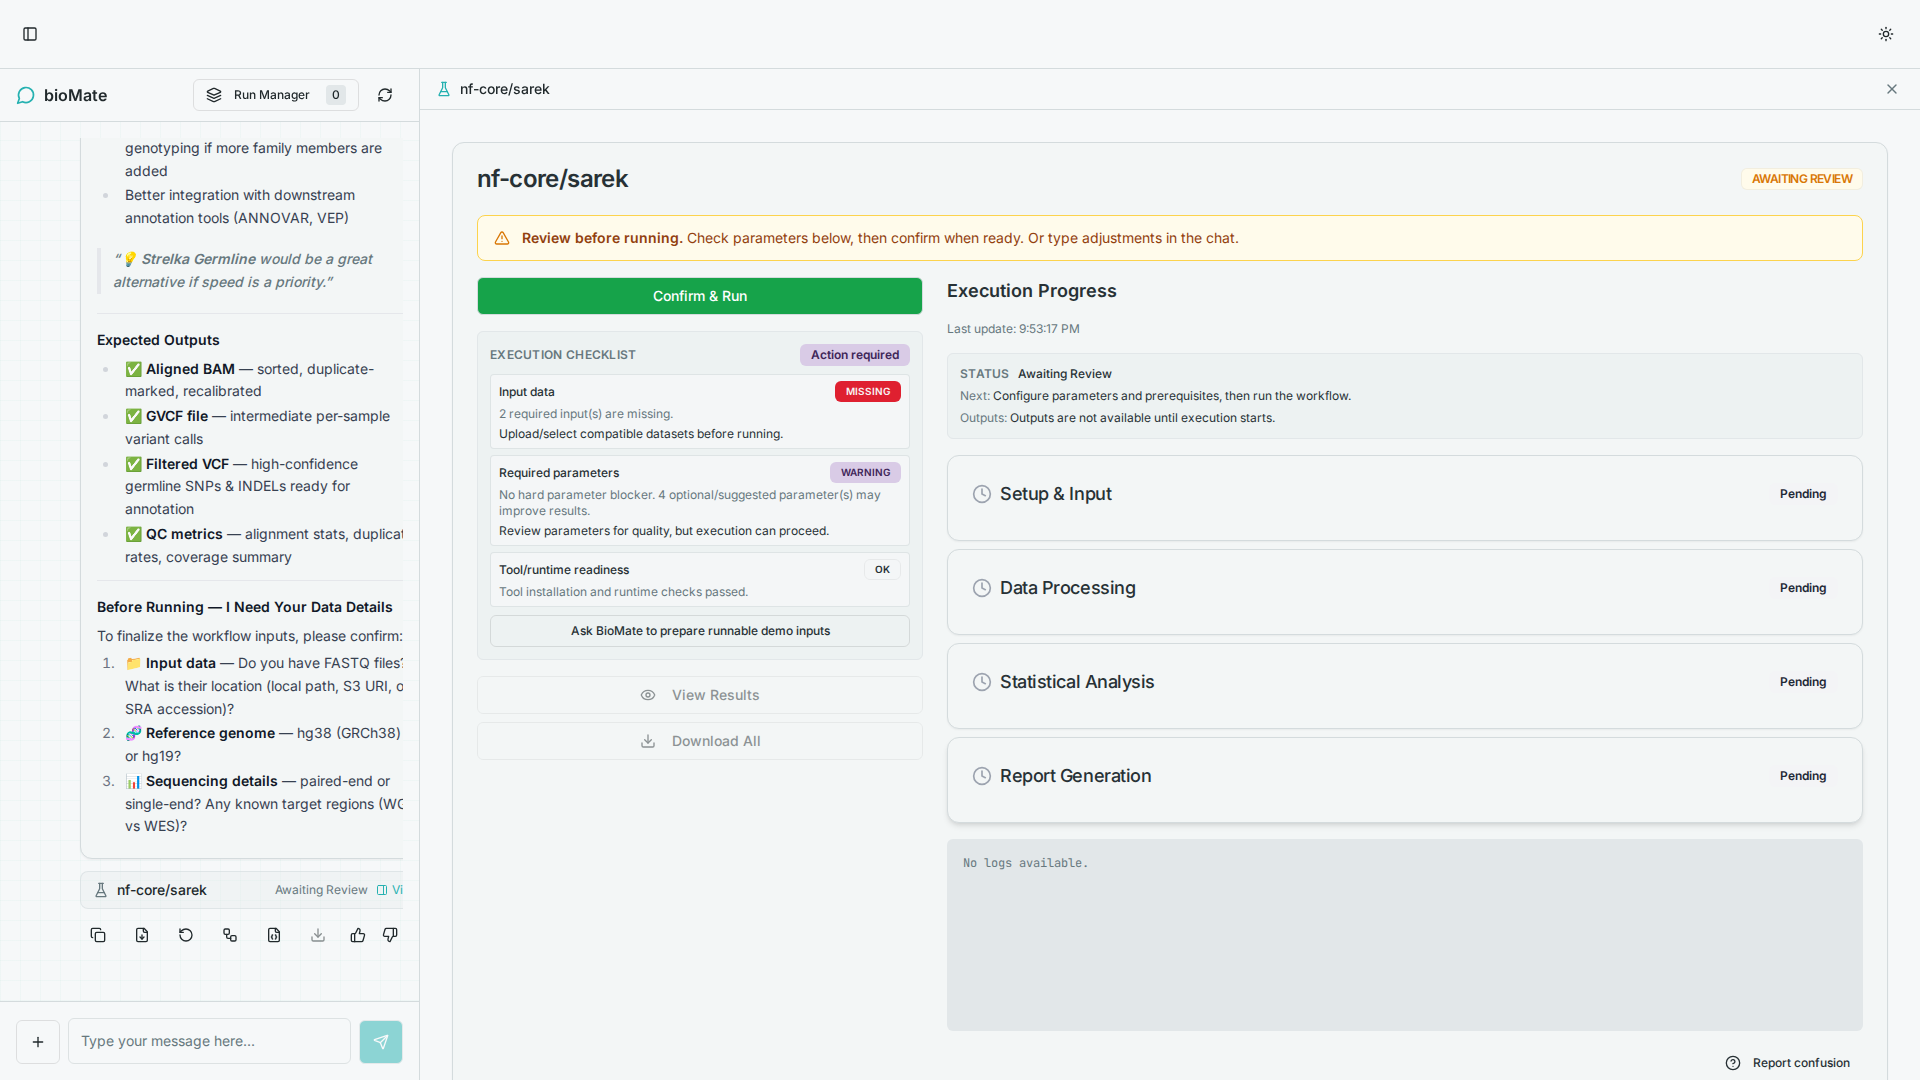 bioMate
Run Manager 0
genotyping if more family members are
added
Better integration with downstream
annotation tools (ANNOVAR, VEP)
“💡 Strelka Germline would be a great
alternative if speed is a priority.”
Expected Outputs
✅ Aligned BAM — sorted, duplicate-
marked, recalibrated
✅ GVCF file — intermediate per-sample
variant calls
✅ Filtered VCF — high-confidence
germline SNPs & INDELs ready for
annotation
✅ QC metrics — alignment stats, duplicat
rates, coverage summary
Before Running — I Need Your Data Details
To finalize the workflow inputs, please confirm:
1. 📁 Input data — Do you have FASTQ files?
What is their location (local path, S3 URI, o
SRA accession)?
2. 🧬 Reference genome — hg38 (GRCh38)
or hg19?
3. 📊 Sequencing details — paired-end or
single-end? Any known target regions (WG
vs WES)?
nf-core/sarek Awaiting Review Vi
Type your message here...
nf-core/sarek
nf-core/sarek
AWAITING REVIEW
Review before running. Check parameters below, then confirm when ready. Or type adjustments in the chat.
Confirm & Run
EXECUTION CHECKLIST Action required
Input data MISSING
2 required input(s) are missing.
Upload/select compatible datasets before running.
Required parameters WARNING
No hard parameter blocker. 4 optional/suggested parameter(s) may
improve results.
Review parameters for quality, but execution can proceed.
Tool/runtime readiness OK
Tool installation and runtime checks passed.
Ask BioMate to prepare runnable demo inputs
View Results
Download All
Execution Progress
Last update: 9:53:17 PM
STATUS Awaiting Review
Next: Configure parameters and prerequisites, then run the workflow.
Outputs: Outputs are not available until execution starts.
Setup & Input Pending
Data Processing Pending
Statistical Analysis Pending
Report Generation Pending
No logs available.
Report confusion